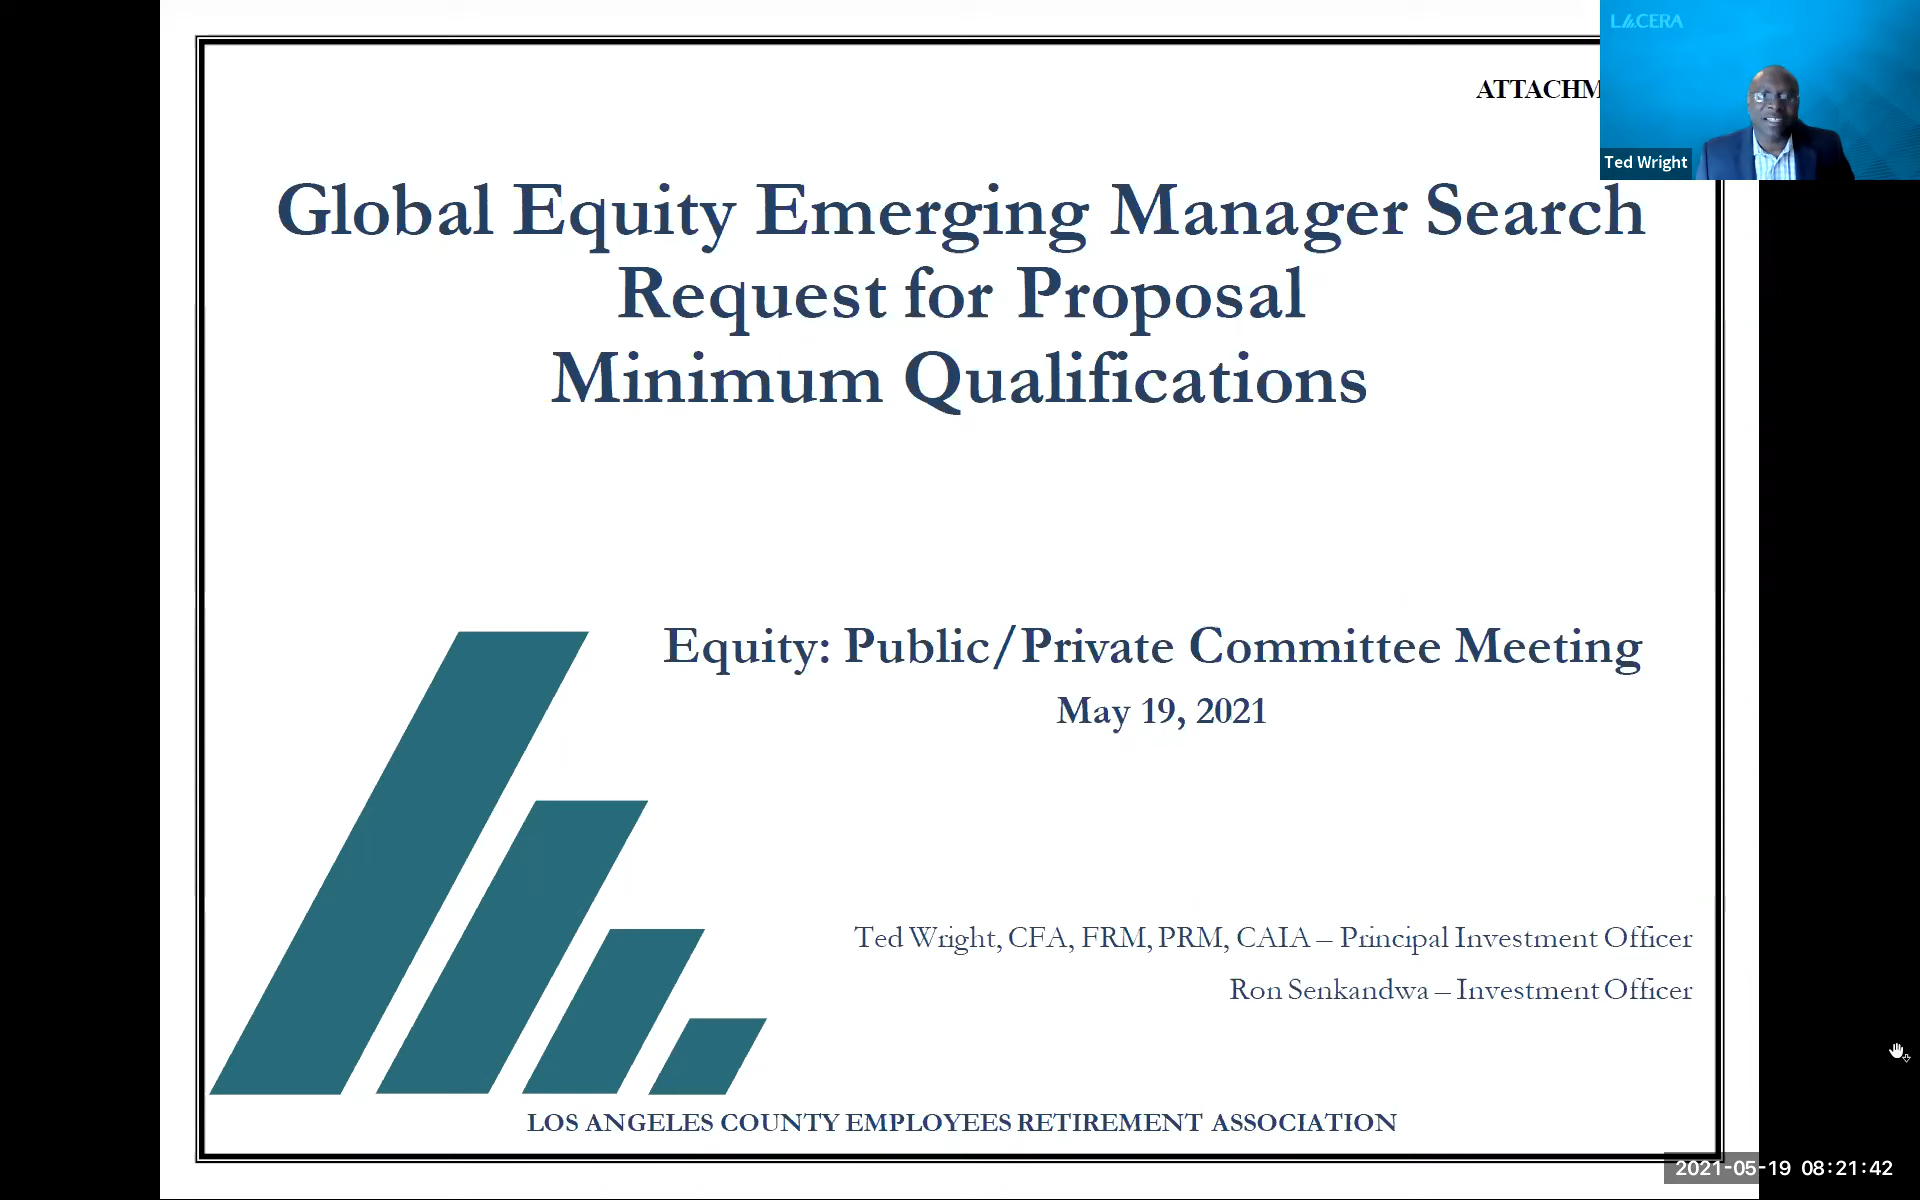 LACERA
ATTACHM
Ted Wright
Global Equity Emerging Manager Search
Request for Proposal
Minimum Qualifications
Equity: Public/Private Committee Meeting
May 19, 2021
Ted Wright, CFA, FRM, PRM, CAIA – Principal Investment Officer
Ron Senkandwa – Investment Officer
LOS ANGELES COUNTY EMPLOYEES RETIREMENT ASSOCIATION
2021-05-19 08:21:42